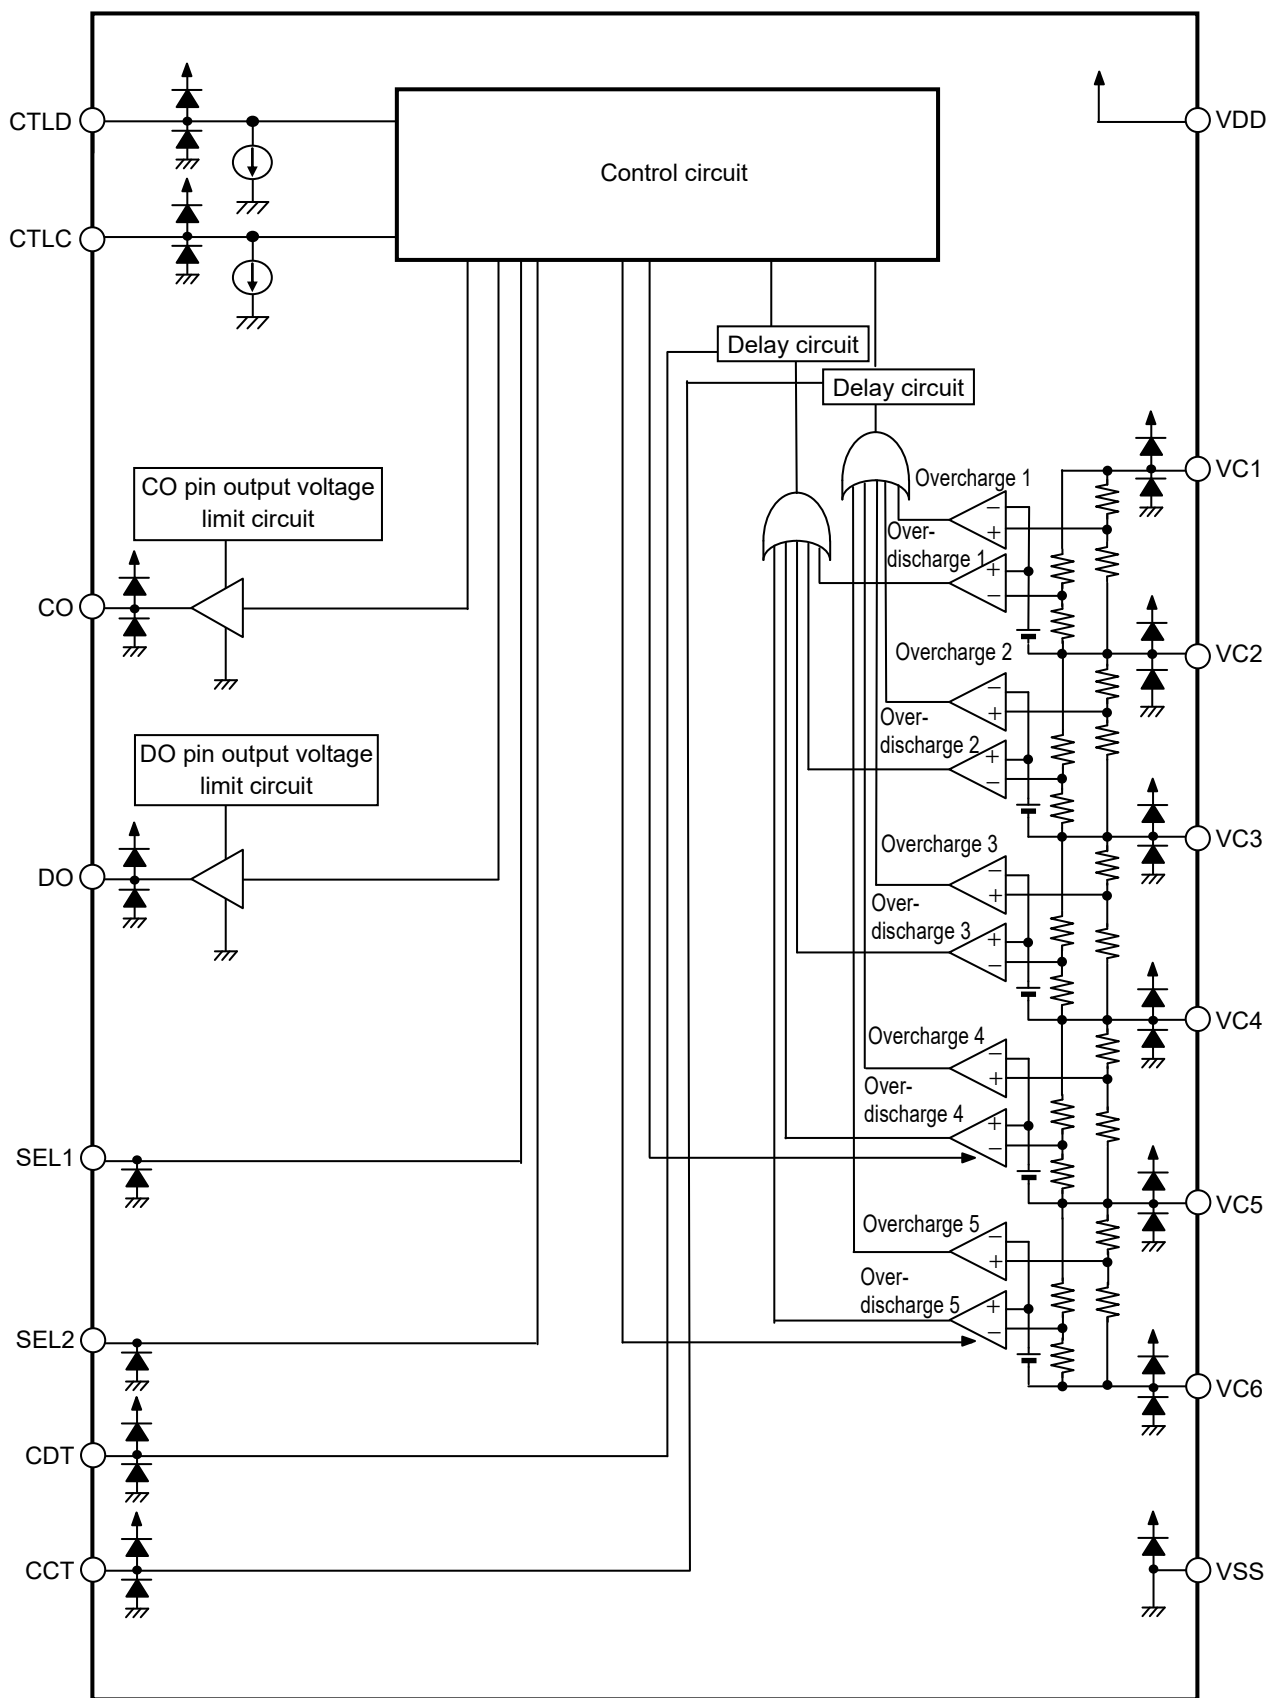 CTLD
VDD
Control circuit
CTLC
Delay circuit
Delay circuit
VC1
CO pin output voltage
limit circuit
Overcharge 1
−
+
Over-
discharge 1
+
−
CO
VC2
Overcharge 2
−
+
Over-
discharge 2
+
−
DO pin output voltage
limit circuit
VC3
Overcharge 3
−
+
DO
Over-
discharge 3
+
−
VC4
Overcharge 4
−
+
Over-
discharge 4
+
−
SEL1
VC5
Overcharge 5
−
+
Over-
discharge 5
+
−
SEL2
VC6
CDT
CCT
VSS